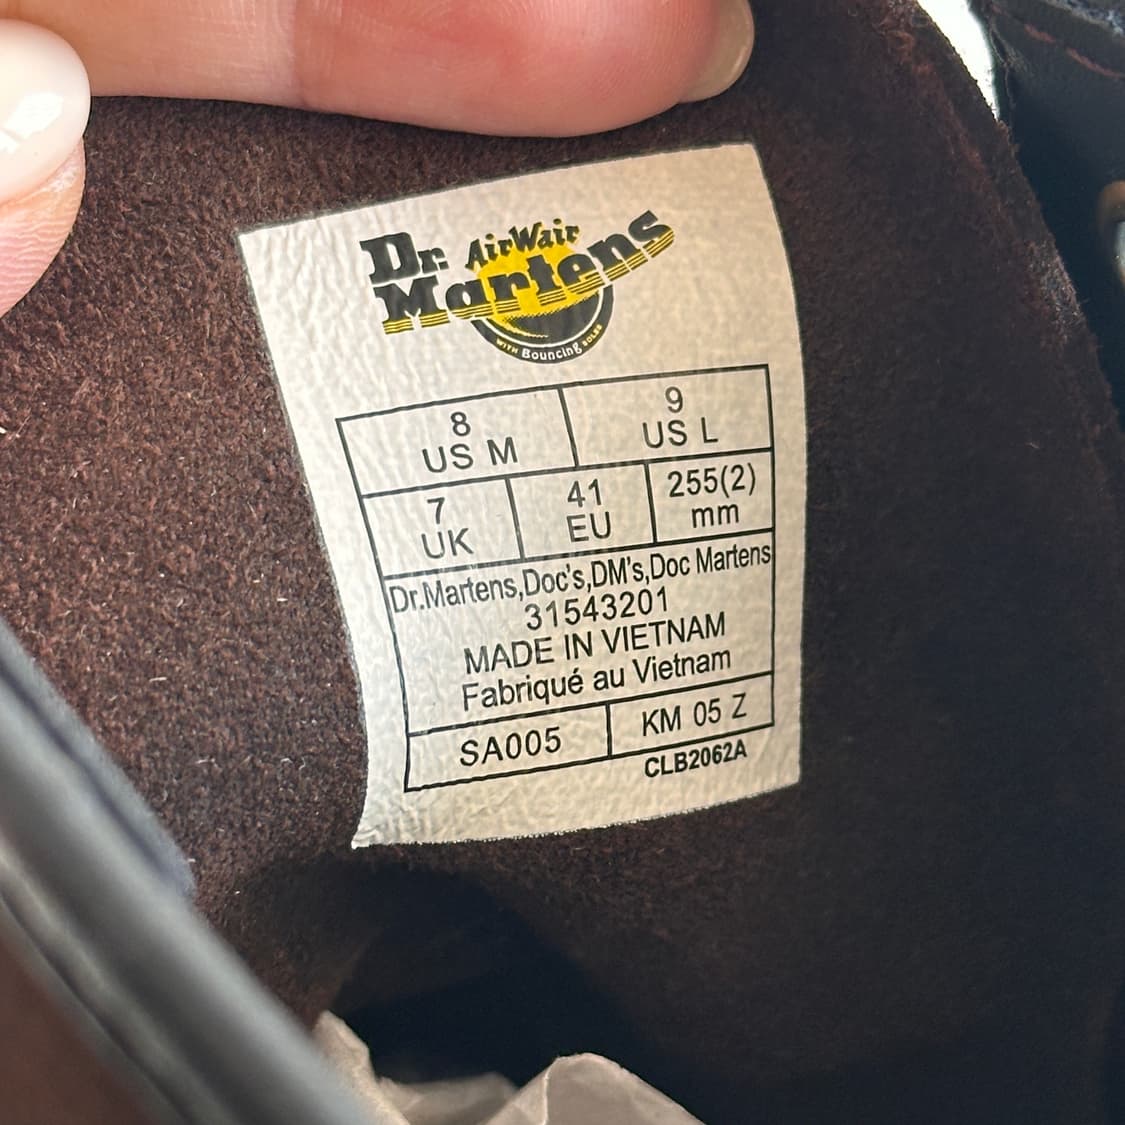 Dr. AirWair
Martens
WITH Bouncing SOLES
8
US M
9
US L
7
UK
41
EU
255(2)
mm
Dr.Martens,Doc's,DM's,Doc Martens
31543201
MADE IN VIETNAM
Fabriqué au Vietnam
SA005
KM 05 Z
CLB2062A